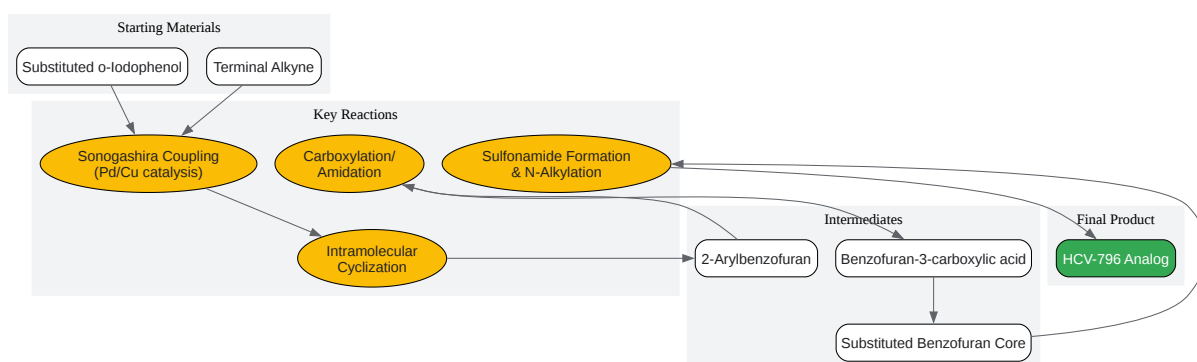 Starting Materials
Substituted o-Iodophenol
Terminal Alkyne
Key Reactions
Sonogashira Coupling
(Pd/Cu catalysis)
Carboxylation/
Amidation
Sulfonamide Formation
& N-Alkylation
Intramolecular
Cyclization
Intermediates
2-Arylbenzofuran
Benzofuran-3-carboxylic acid
Substituted Benzofuran Core
Final Product
HCV-796 Analog